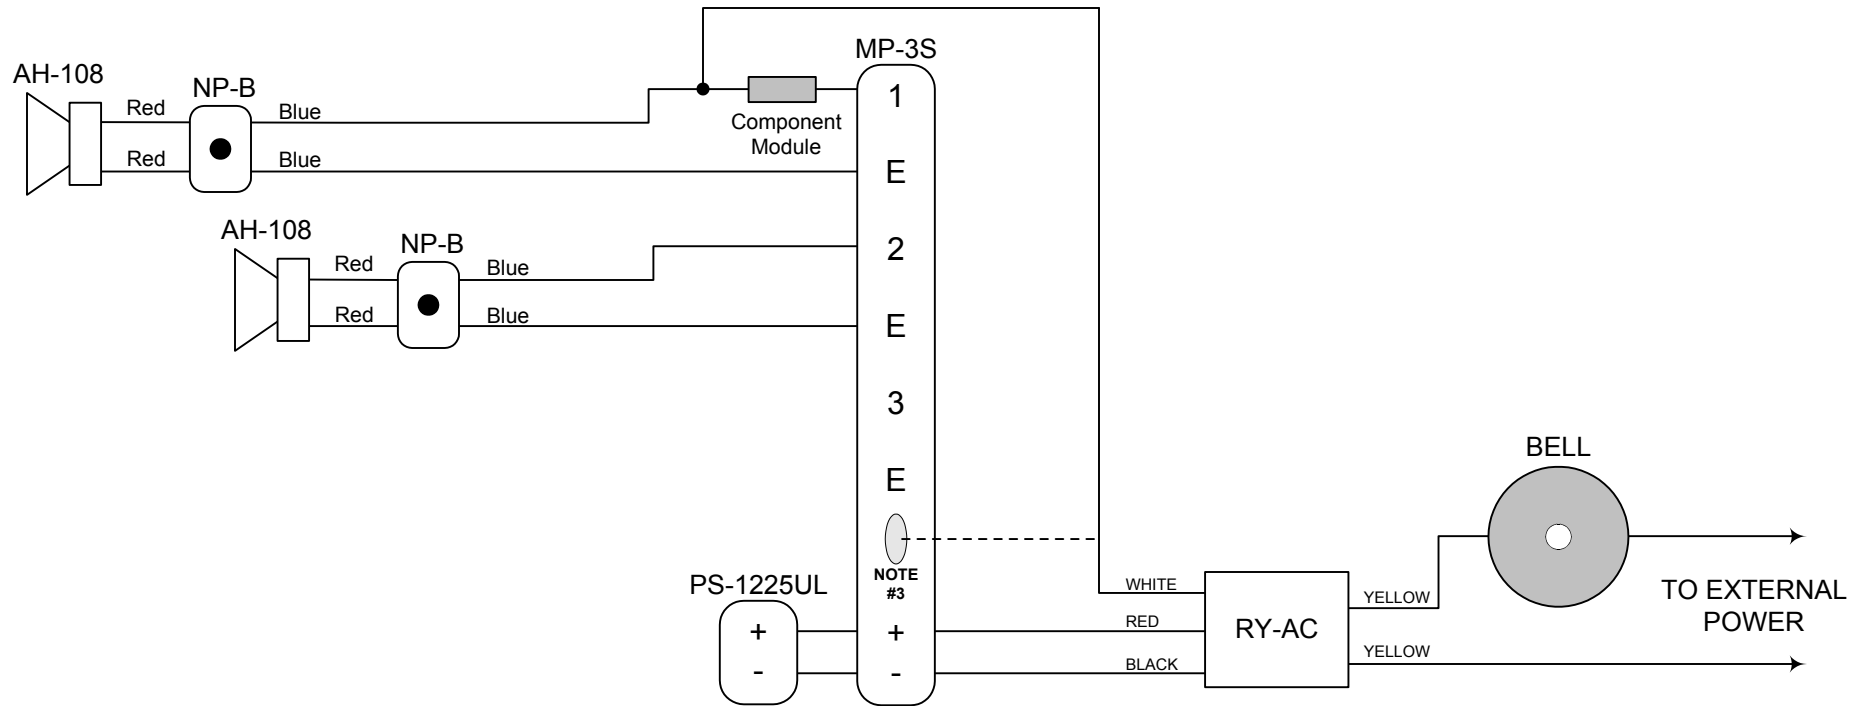 MP-3S
AH-108
NP-B
Red
Blue
Red
Blue
Component
Module
1
E
AH-108
NP-B
Red
Blue
Red
Blue
2
E
3
E
NOTE
#3
PS-1225UL
+
-
+
-
WHITE
RED
BLACK
RY-AC
YELLOW
YELLOW
BELL
TO EXTERNAL
POWER